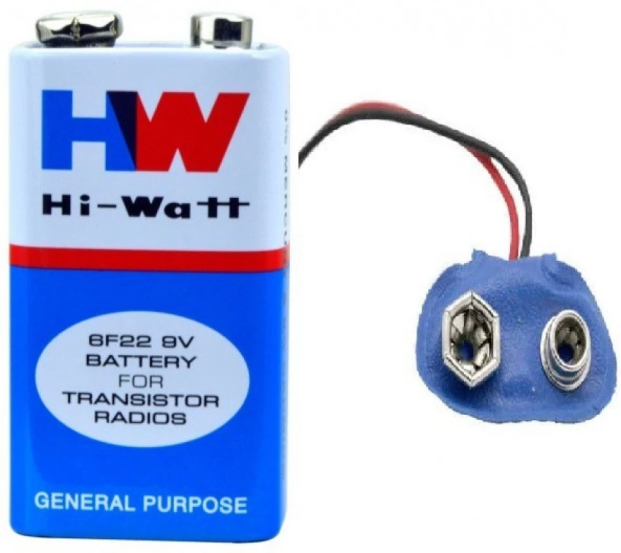 HW
Hi-Watt
6F22 9V
BATTERY
FOR
TRANSISTOR
RADIOS
GENERAL PURPOSE